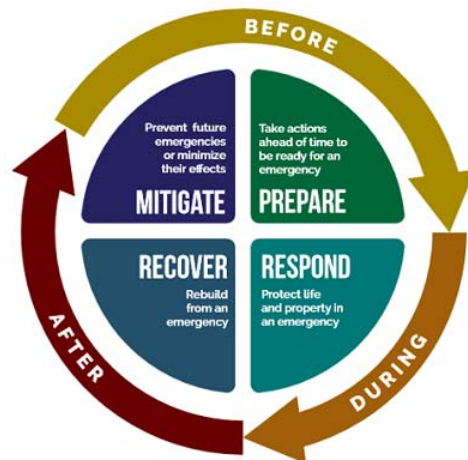 BEFORE
Prevent future
emergencies
or minimize
their effects
MITIGATE
Take actions
ahead of time to
be ready for an
emergency
PREPARE
RECOVER
Rebuild
from an
emergency
RESPOND
Protect life
and property in
an emergency
DURING
AFTER